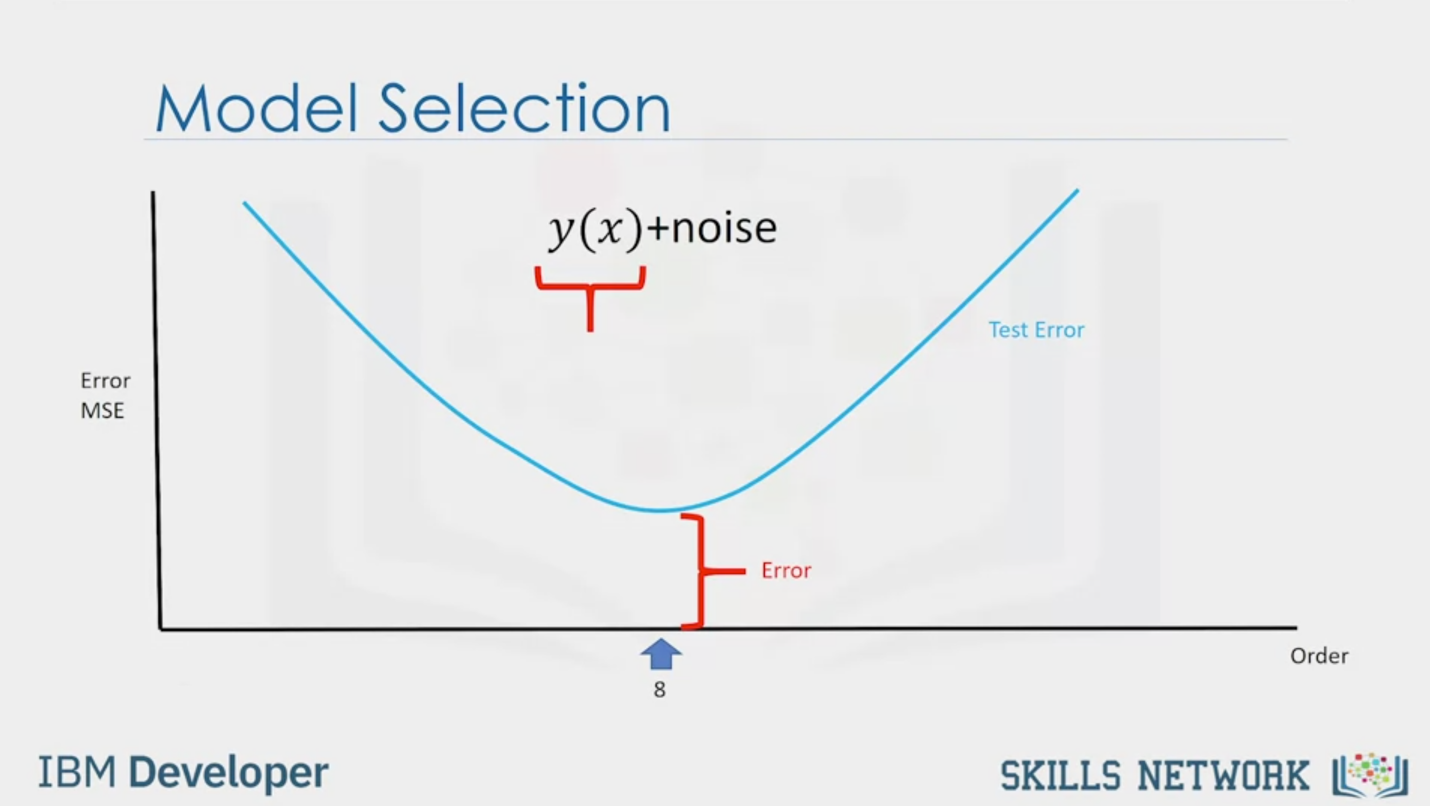 Model Selection
y(x)+noise
Test Error
Error
MSE
Error
Order
8
IBM Developer
SKILLS NETWORK